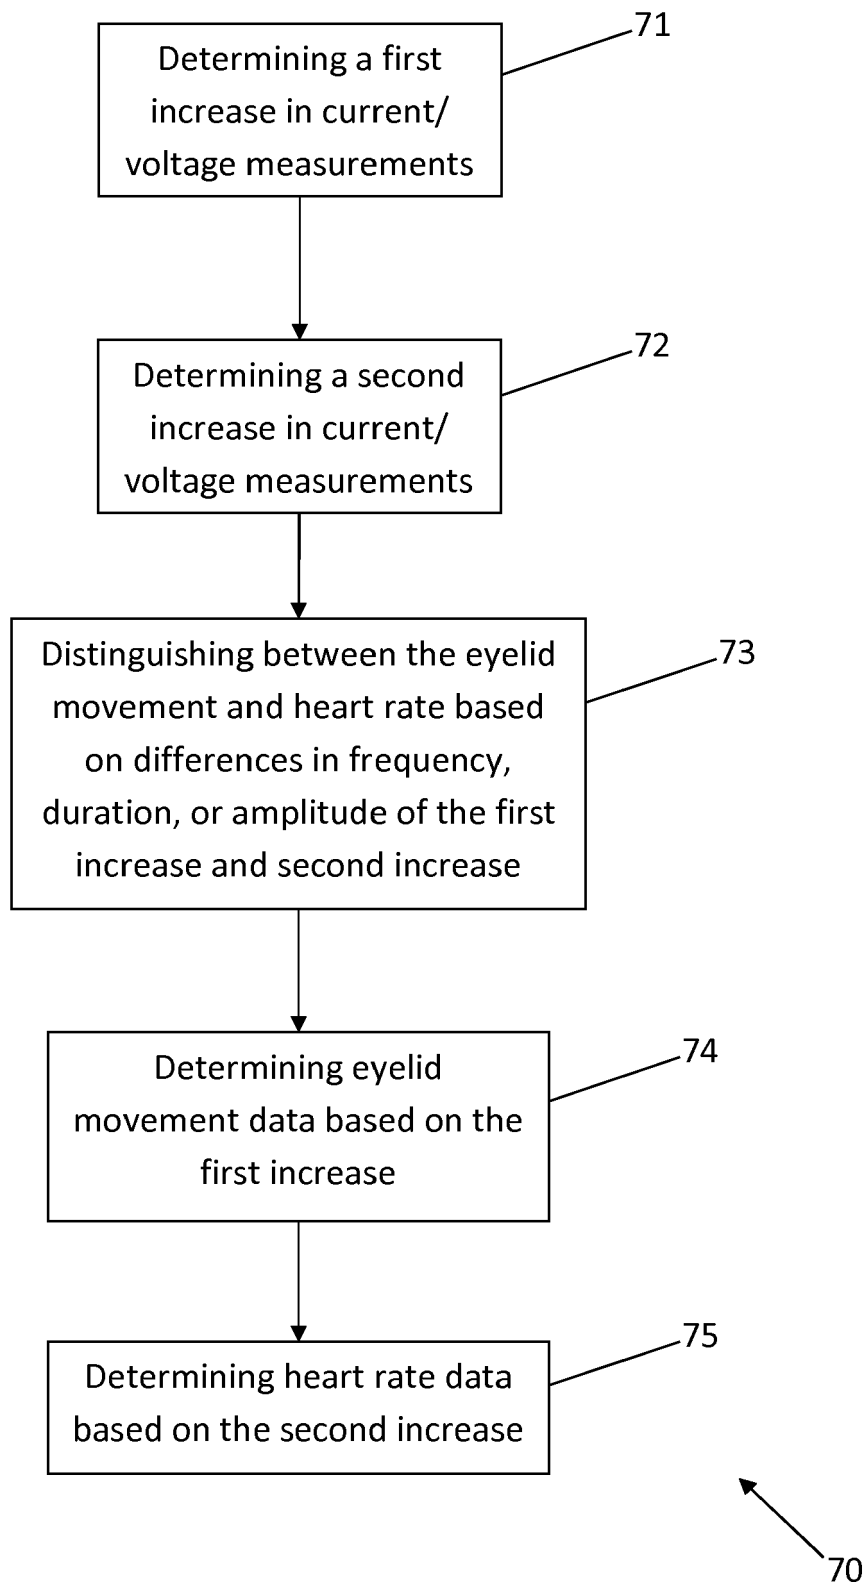 71
Determining a first
increase in current/
voltage measurements
72
Determining a second
increase in current/
voltage measurements
73
Distinguishing between the eyelid
movement and heart rate based
on differences in frequency,
duration, or amplitude of the first
increase and second increase
74
Determining eyelid
movement data based on the
first increase
75
Determining heart rate data
based on the second increase
70